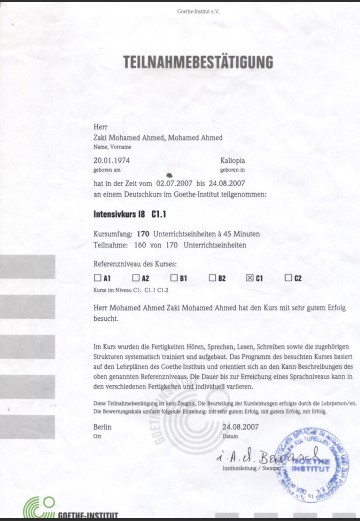 Goethe-Institut e.V.
TEILNAHMEBESTÄTIGUNG
Herr
Zaki Mohamed Ahmed, Mohamed Ahmed
Name, Vorname
20.01.1974 Kaliopia
geboren am geboren in
hat in der Zeit vom 02.07.2007 bis 24.08.2007
an einem Deutschkurs im Goethe-Institut teilgenommen:
Intensivkurs I8 C1.1
Kursumfang: 170 Unterrichtseinheiten à 45 Minuten
Teilnahme: 160 von 170 Unterrichtseinheiten
Referenzniveau des Kurses:
☐ A1 ☐ A2 ☐ B1 ☐ B2 ☒ C1 ☐ C2
Kurse im Niveau C1: C1.1 C1.2
Herr Mohamed Ahmed Zaki Mohamed Ahmed hat den Kurs mit sehr gutem Erfolg
besucht.
Im Kurs wurden die Fertigkeiten Hören, Sprechen, Lesen, Schreiben sowie die zugehörigen
Strukturen systematisch trainiert und aufgebaut. Das Programm des besuchten Kurses basiert
auf den Lehrplänen des Goethe-Instituts und orientiert sich an den Kann-Beschreibungen des
oben genannten Referenzniveaus. Die Dauer bis zur Erreichung eines Sprachniveaus kann in
den verschiedenen Fertigkeiten und individuell variieren.
Diese Teilnahmebestätigung ist kein Zeugnis. Die Beurteilung der Kursleistungen erfolgte durch die Lehrperson/en.
Die Bewertungsskala umfasst folgende Einteilung: mit sehr gutem Erfolg, mit gutem Erfolg, mit Erfolg.
Berlin 24.08.2007
Ort Datum
i. A. d.
Institutsleitung / Stempel
GOETHE
INSTITUT
GOETHE-INSTITUT